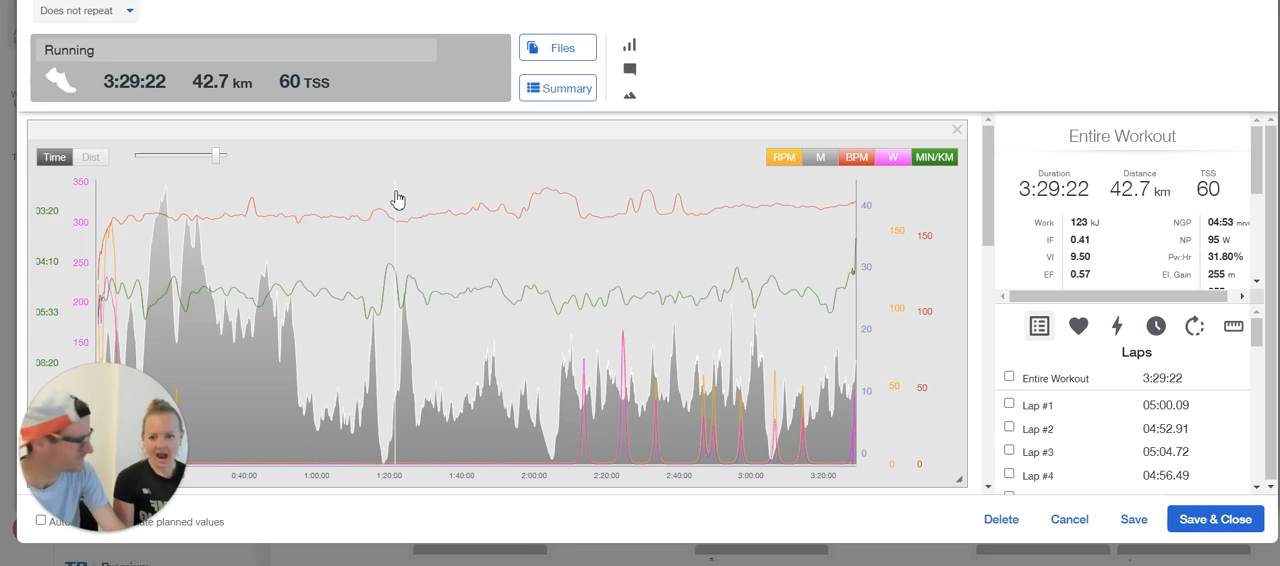 Does not repeat
Running
3:29:22 42.7 km 60 TSS
Files
Summary
Time Dist
RPM M BPM W MIN/KM
350
300
250
200
150
03:20
04:10
05:33
08:20
40
30
20
10
0
150
100
50
0
150
100
50
0
0:40:00 1:00:00 1:20:00 1:40:00 2:00:00 2:20:00 2:40:00 3:00:00 3:20:00
Entire Workout
Duration Distance TSS
3:29:22 42.7 km 60
Work 123 kJ NGP 04:53
IF 0.41 NP 95 W
VI 9.50 Pw:Hr 31.80%
EF 0.57 El. Gain 255 m
Laps
Entire Workout 3:29:22
Lap #1 05:00.09
Lap #2 04:52.91
Lap #3 05:04.72
Lap #4 04:56.49
planned values
Delete Cancel Save Save & Close